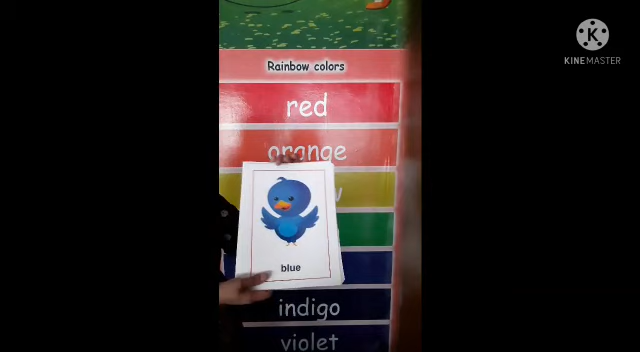 Rainbow colors
red
orange
blue
indigo
violet
K
KINEMASTER